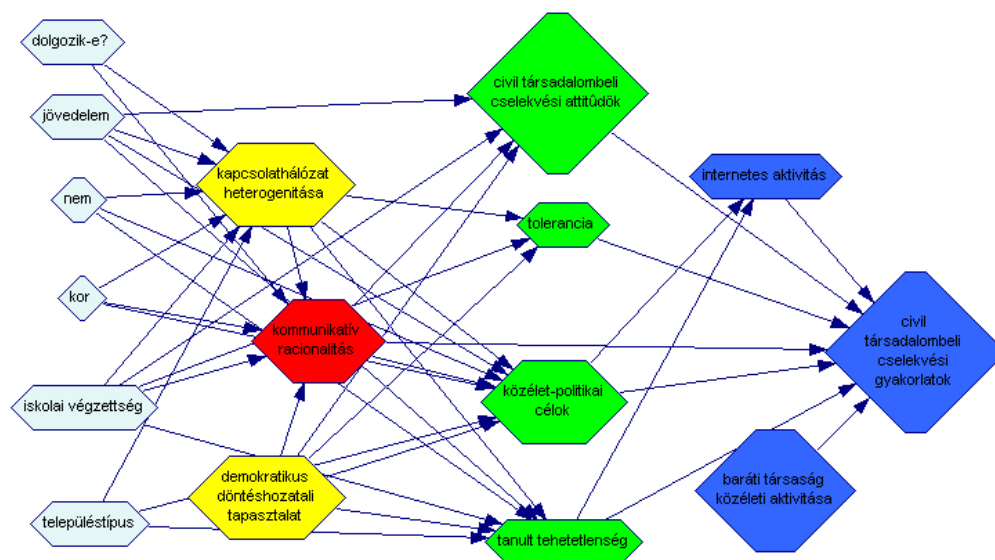 dolgozik-e?
jövedelem
nem
kor
iskolai végzettség
településtípus
kapcsolathálózat
heterogenitása
kommunikatív
racionalitás
demokratikus
döntéshozatali
tapasztalat
civil társadalombeli
cselekvési attitûdök
tolerancia
közélet-politikai
célok
tanult tehetetlenség
internetes aktivitás
baráti társaság
közéleti aktivitása
civil
társadalombeli
cselekvési
gyakorlatok